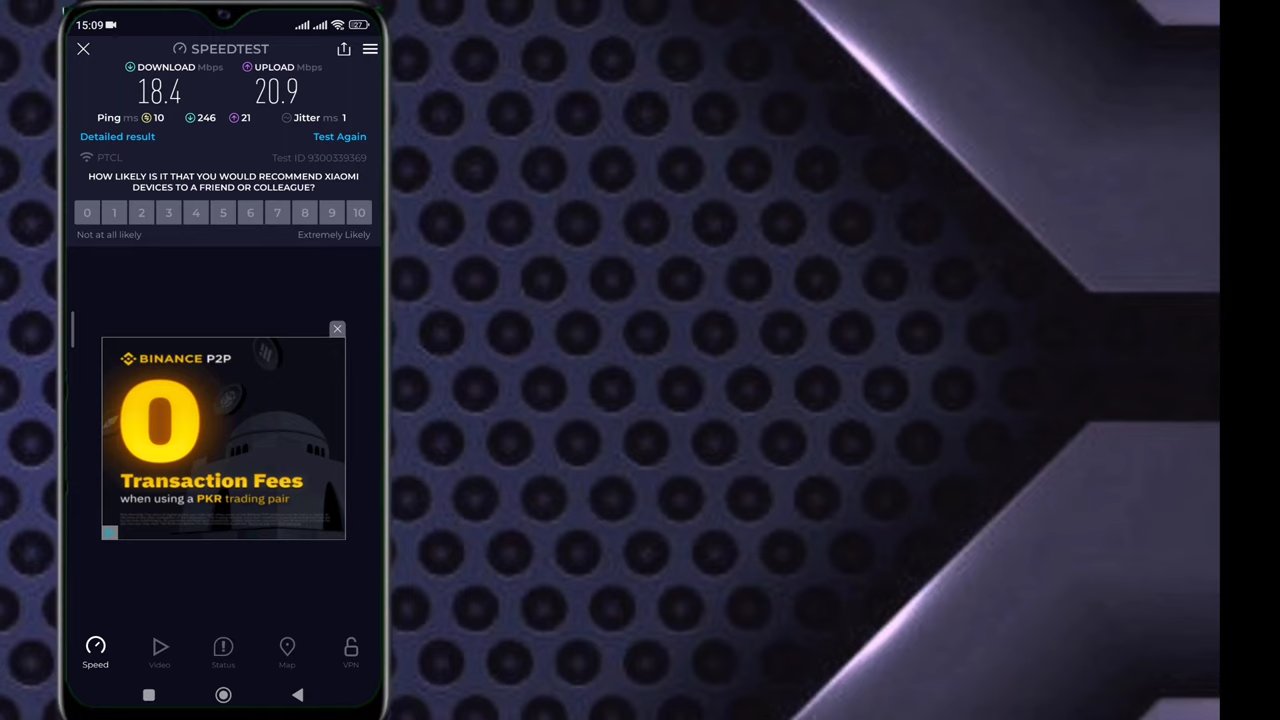 15:09
27
SPEEDTEST
DOWNLOAD Mbps
UPLOAD Mbps
18.4
20.9
Ping ms 10 246 21 Jitter ms 1
Detailed result
Test Again
PTCL
Test ID 9300339369
HOW LIKELY IS IT THAT YOU WOULD RECOMMEND XIAOMI
DEVICES TO A FRIEND OR COLLEAGUE?
0 1 2 3 4 5 6 7 8 9 10
Not at all likely
Extremely Likely
BINANCE P2P
0
Transaction Fees
when using a PKR trading pair
Speed Video Status Map VPN